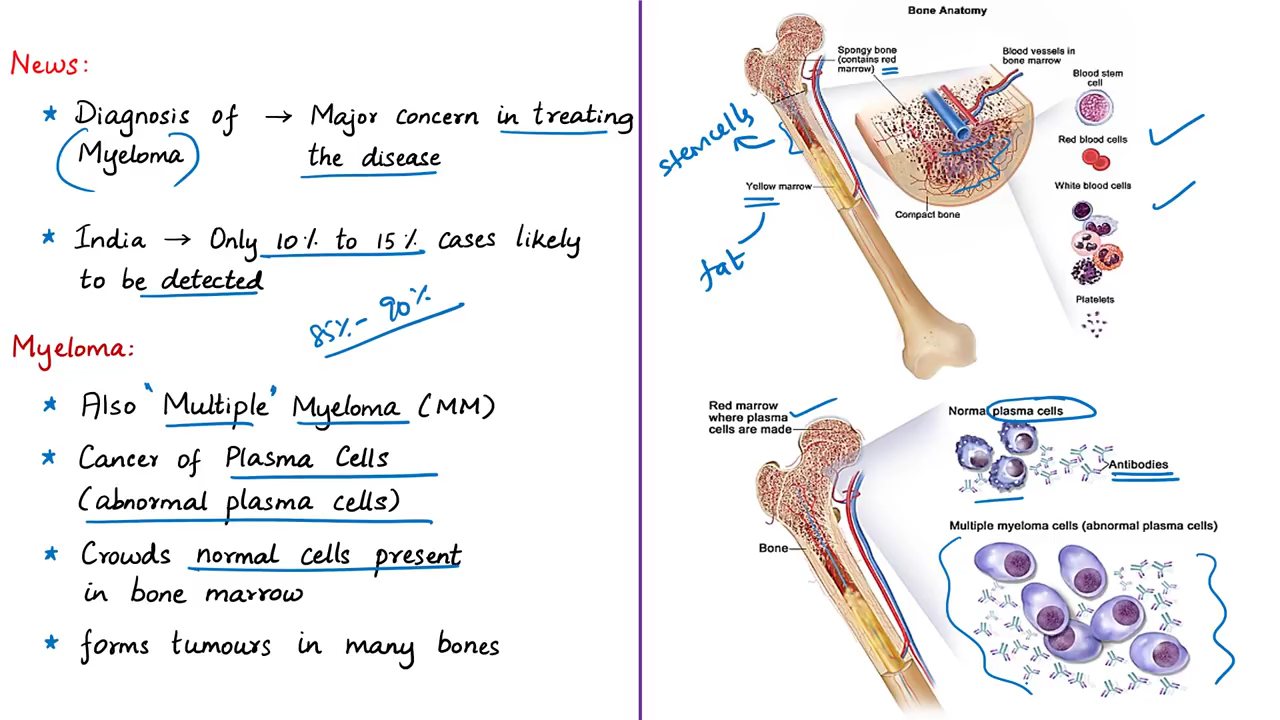 News:
* Diagnosis of → Major concern in treating
Myeloma the disease
* India → Only 10% to 15% cases likely
to be detected
85% - 90%
Myeloma:
* Also "Multiple" Myeloma (MM)
* Cancer of Plasma Cells
(abnormal plasma cells)
* Crowds normal cells present
in bone marrow
* forms tumours in many bones
Bone Anatomy
Spongy bone
(contains red
marrow)
Blood vessels in
bone marrow
Blood stem
cell
Red blood cells
White blood cells
Platelets
stemcells
Yellow marrow
fat
Compact bone
Red marrow
where plasma
cells are made
Normal plasma cells
Antibodies
Multiple myeloma cells (abnormal plasma cells)
Bone